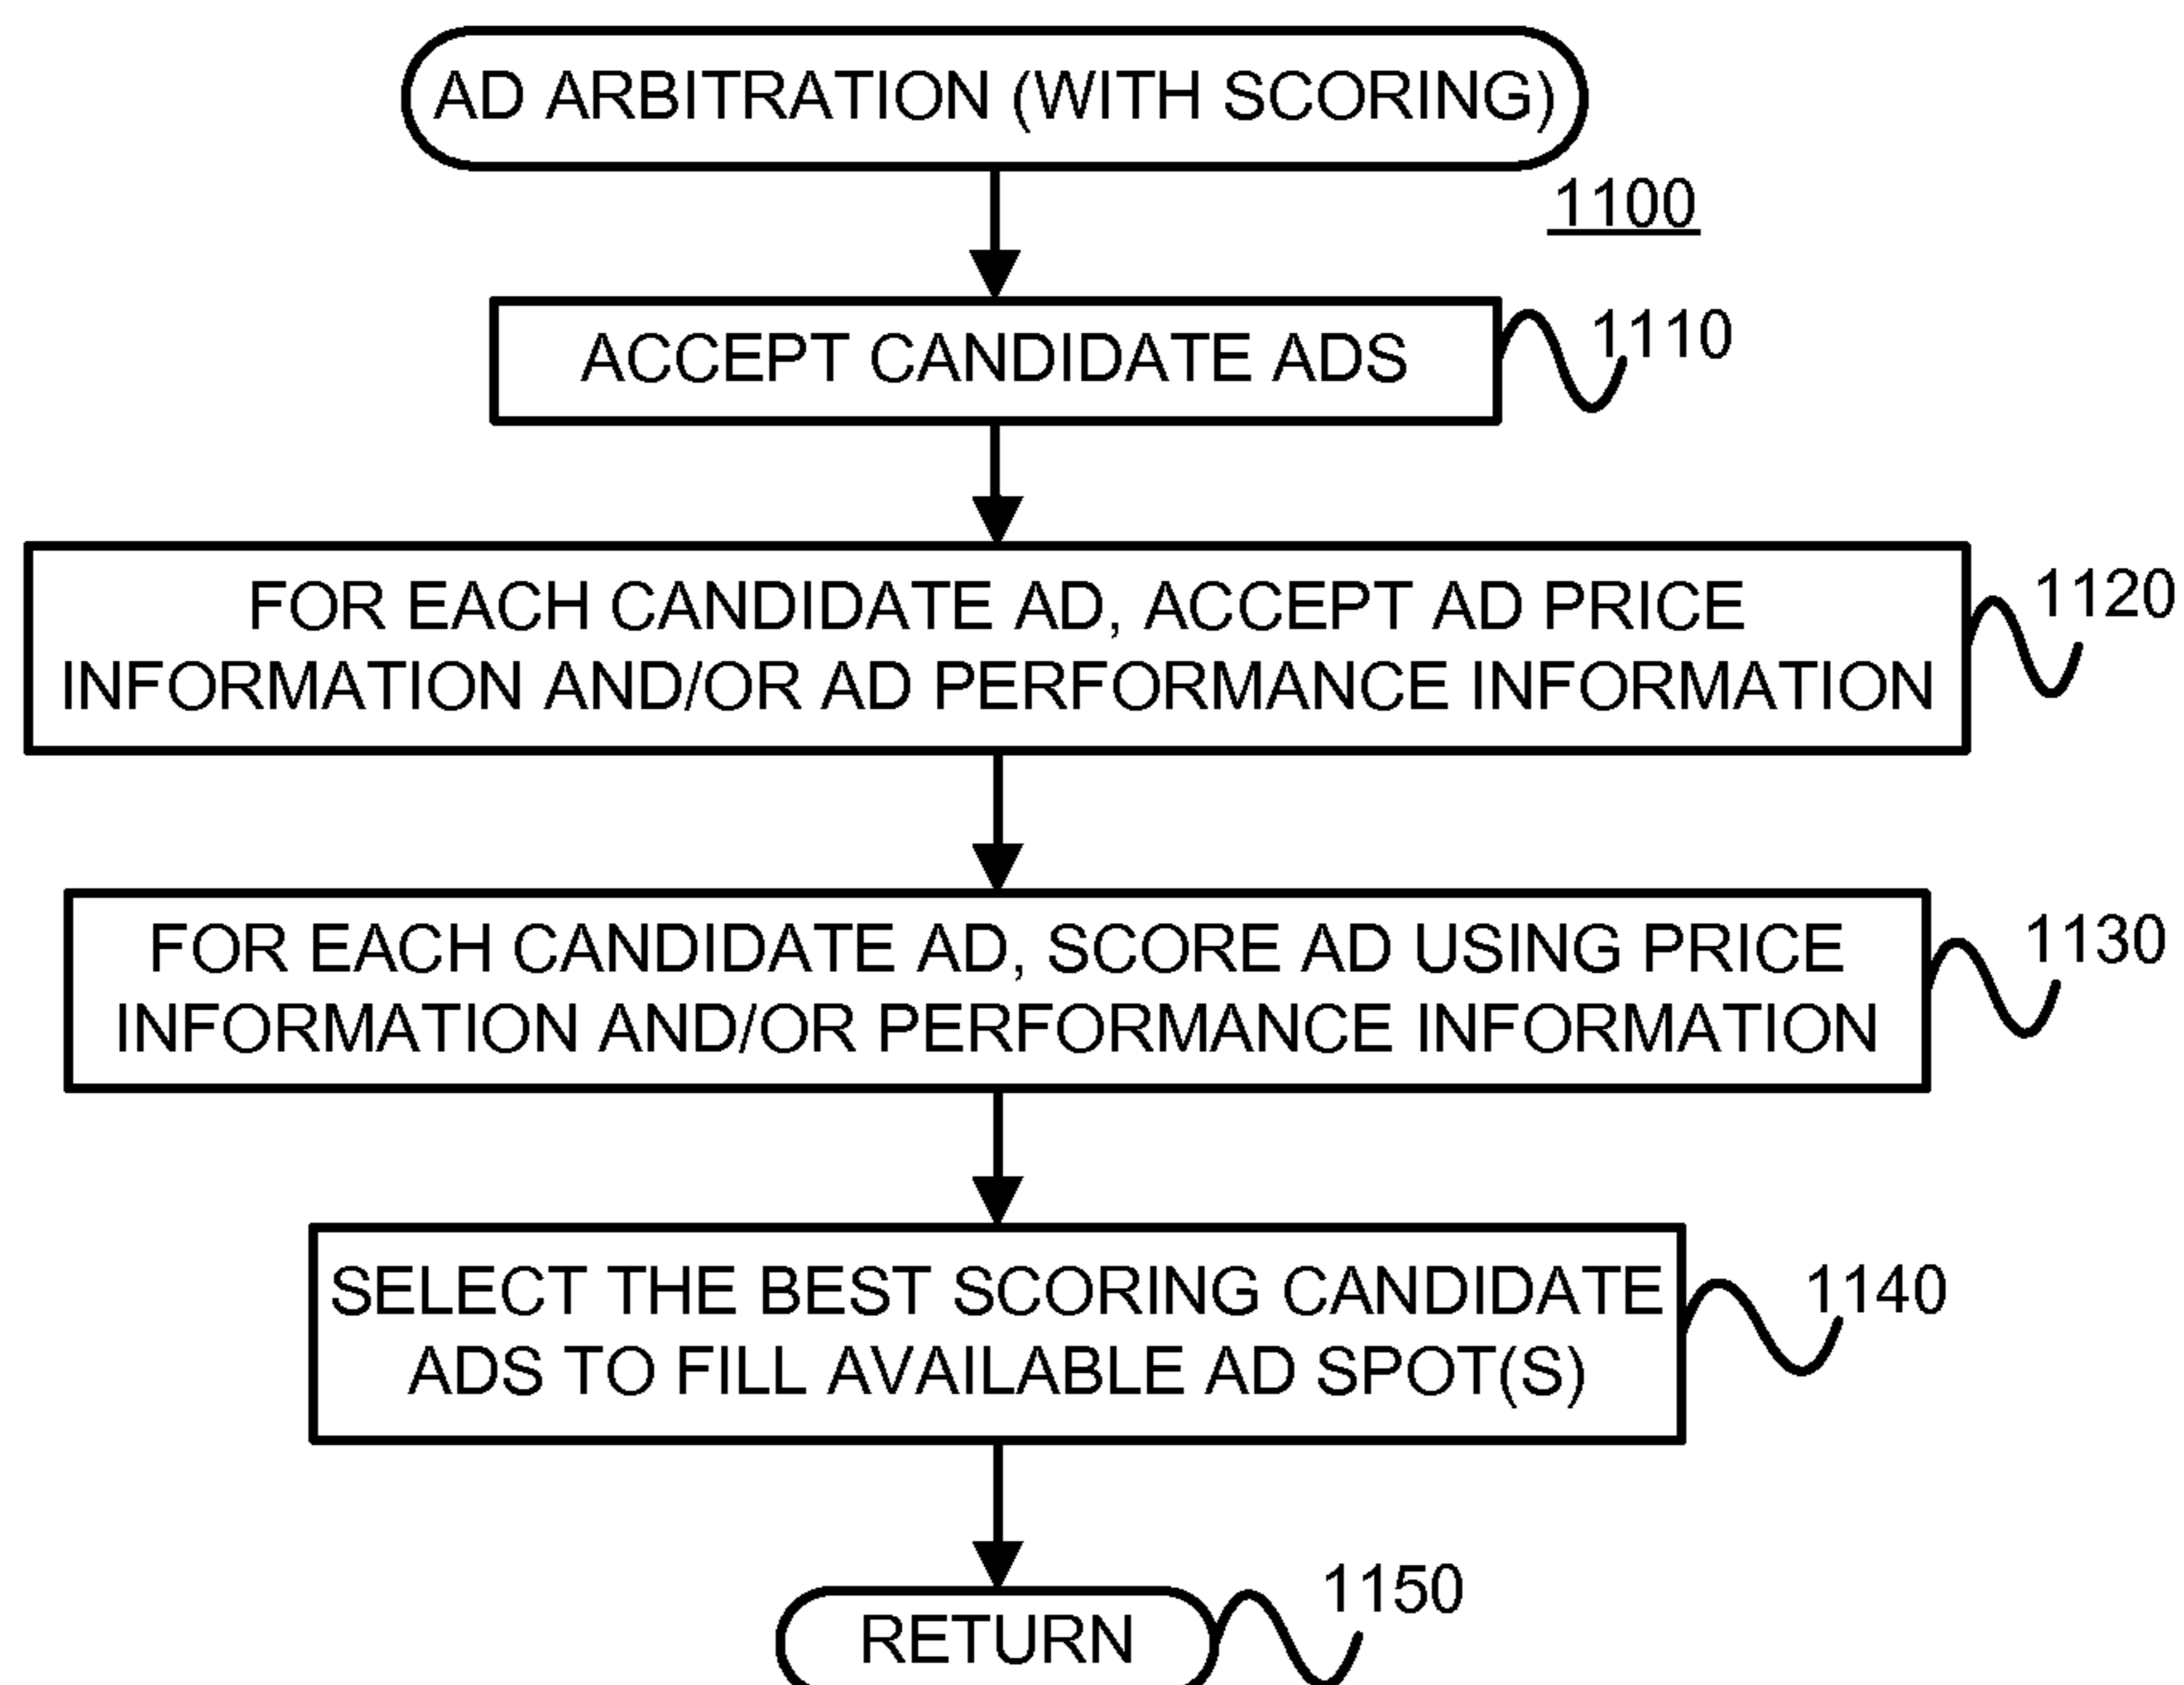 AD ARBITRATION (WITH SCORING)
1100
ACCEPT CANDIDATE ADS
1110
FOR EACH CANDIDATE AD, ACCEPT AD PRICE
INFORMATION AND/OR AD PERFORMANCE INFORMATION
1120
FOR EACH CANDIDATE AD, SCORE AD USING PRICE
INFORMATION AND/OR PERFORMANCE INFORMATION
1130
SELECT THE BEST SCORING CANDIDATE
ADS TO FILL AVAILABLE AD SPOT(S)
1140
RETURN
1150